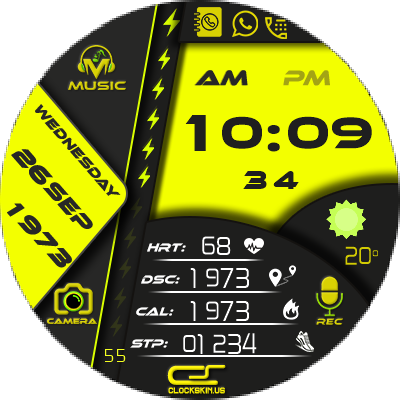 MUSIC
AM PM
10:09
34
WEDNESDAY
26SEP
1973
20°
HRT: 68
DSC: 1973
CAL: 1973
STP: 01234
CAMERA
REC
55
CLOCKSKIN.US